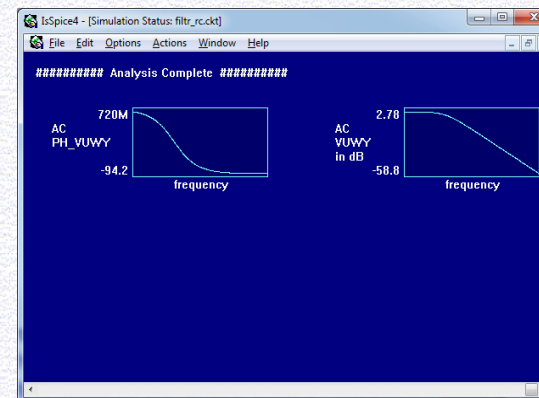 IsSpice4 - [Simulation Status: filtr_rc.ckt]
File Edit Options Actions Window Help
########## Analysis Complete ##########
720M
AC
PH_VUWY
-94.2
frequency
2.78
AC
VUWY
in dB
-58.8
frequency